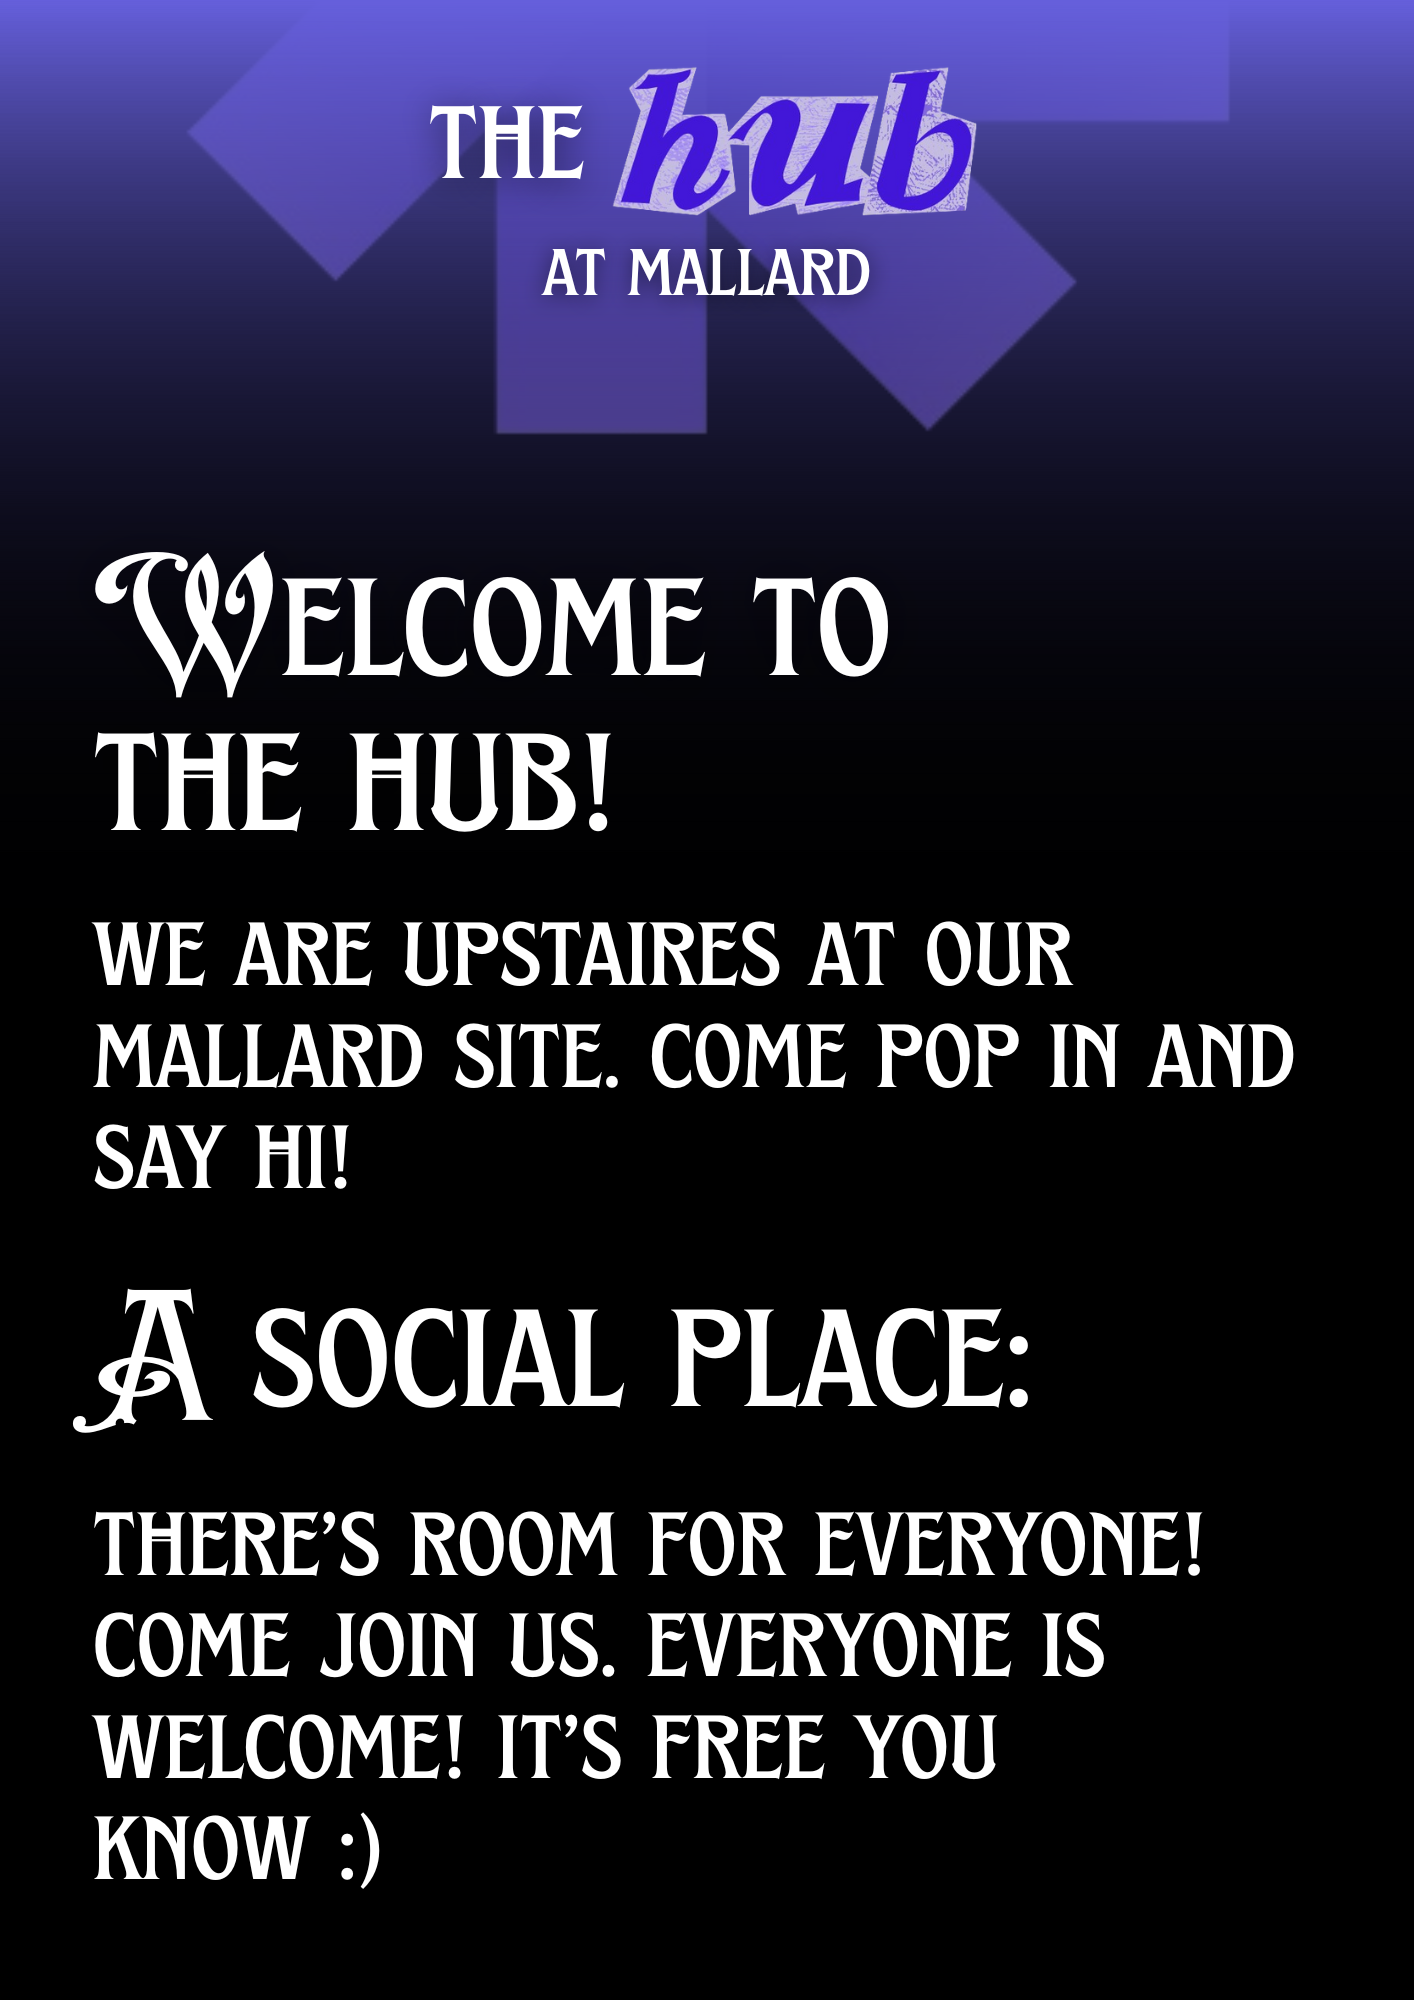 THE hub
AT MALLARD
WELCOME TO
THE HUB!
WE ARE UPSTAIRES AT OUR
MALLARD SITE. COME POP IN AND
SAY HI!
A SOCIAL PLACE:
THERE’S ROOM FOR EVERYONE!
COME JOIN US. EVERYONE IS
WELCOME! IT’S FREE YOU
KNOW :)